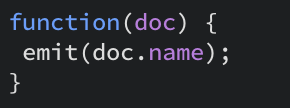 function(doc) {
 emit(doc.name);
}